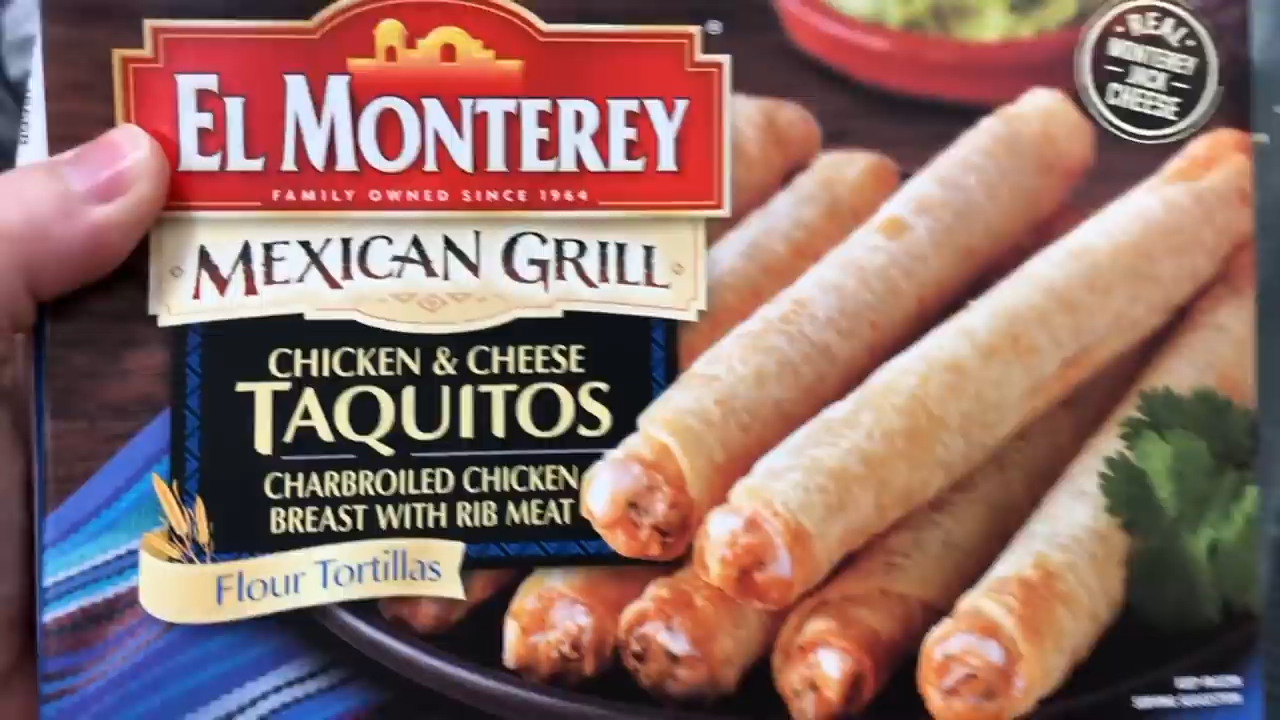 EL MONTEREY
®
FAMILY OWNED SINCE 1964
MEXICAN GRILL
CHICKEN & CHEESE
TAQUITOS
CHARBROILED CHICKEN
BREAST WITH RIB MEAT
Flour Tortillas
REAL
MONTEREY
JACK
CHEESE